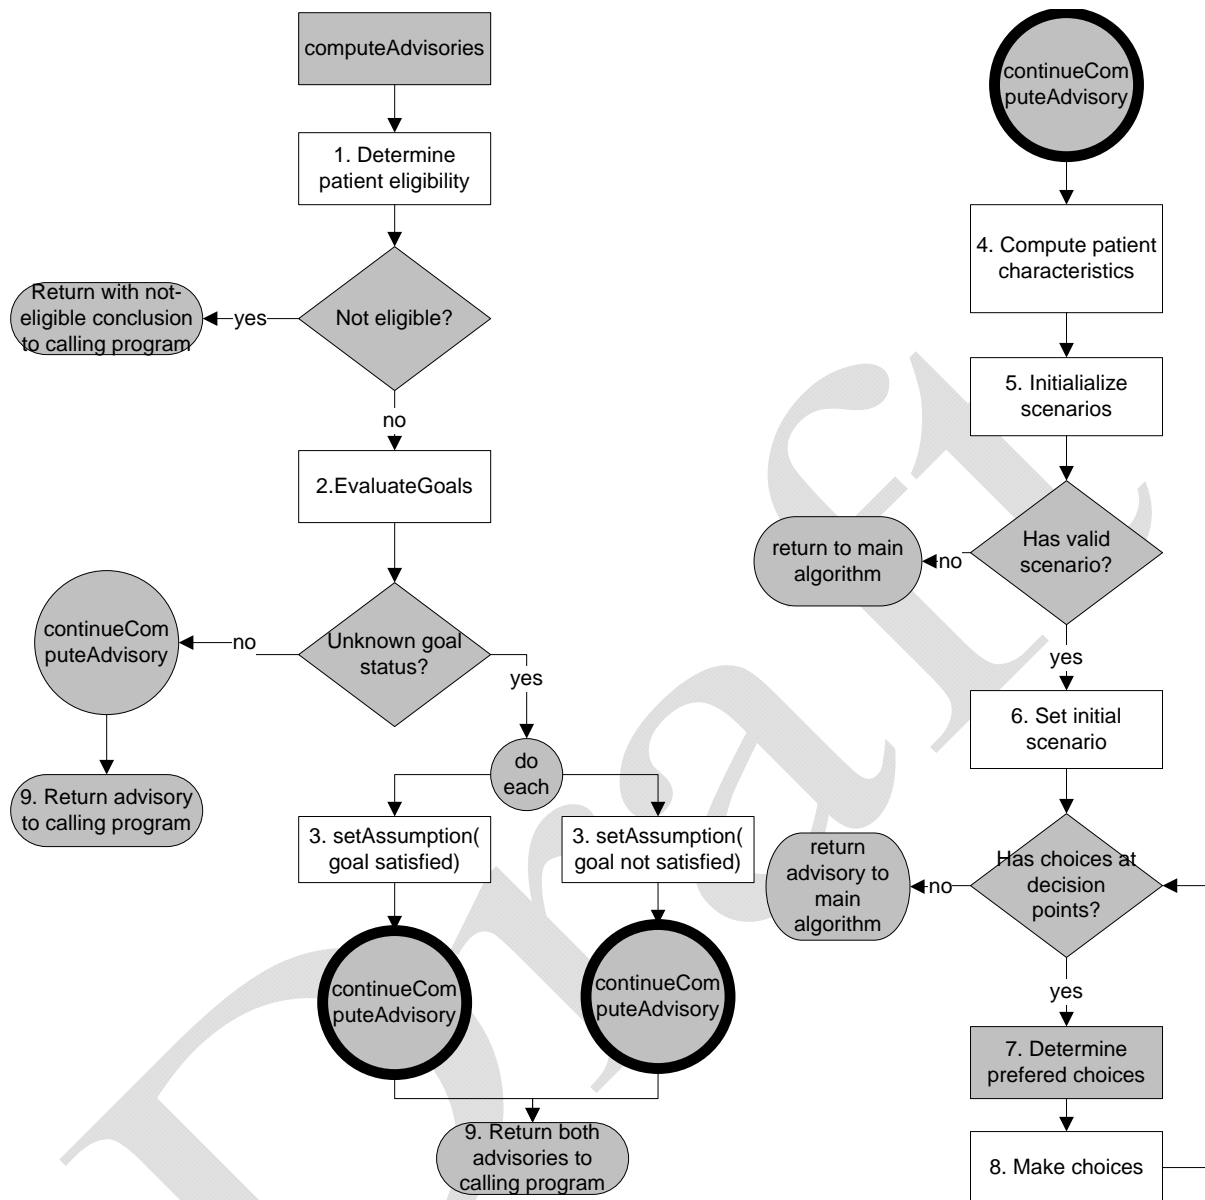 computeAdvisories
1. Determine
patient eligibility
Not eligible?
yes
Return with not-
eligible conclusion
to calling program
no
2.EvaluateGoals
Unknown goal
status?
no
continueCom
puteAdvisory
9. Return advisory
to calling program
yes
do
each
3. setAssumption(
goal satisfied)
3. setAssumption(
goal not satisfied)
continueCom
puteAdvisory
continueCom
puteAdvisory
9. Return both
advisories to
calling program
continueCom
puteAdvisory
4. Compute patient
characteristics
5. Initialialize
scenarios
Has valid
scenario?
no
return to main
algorithm
yes
6. Set initial
scenario
Has choices at
decision
points?
no
return
advisory to
main
algorithm
yes
7. Determine
prefered choices
8. Make choices
Draft